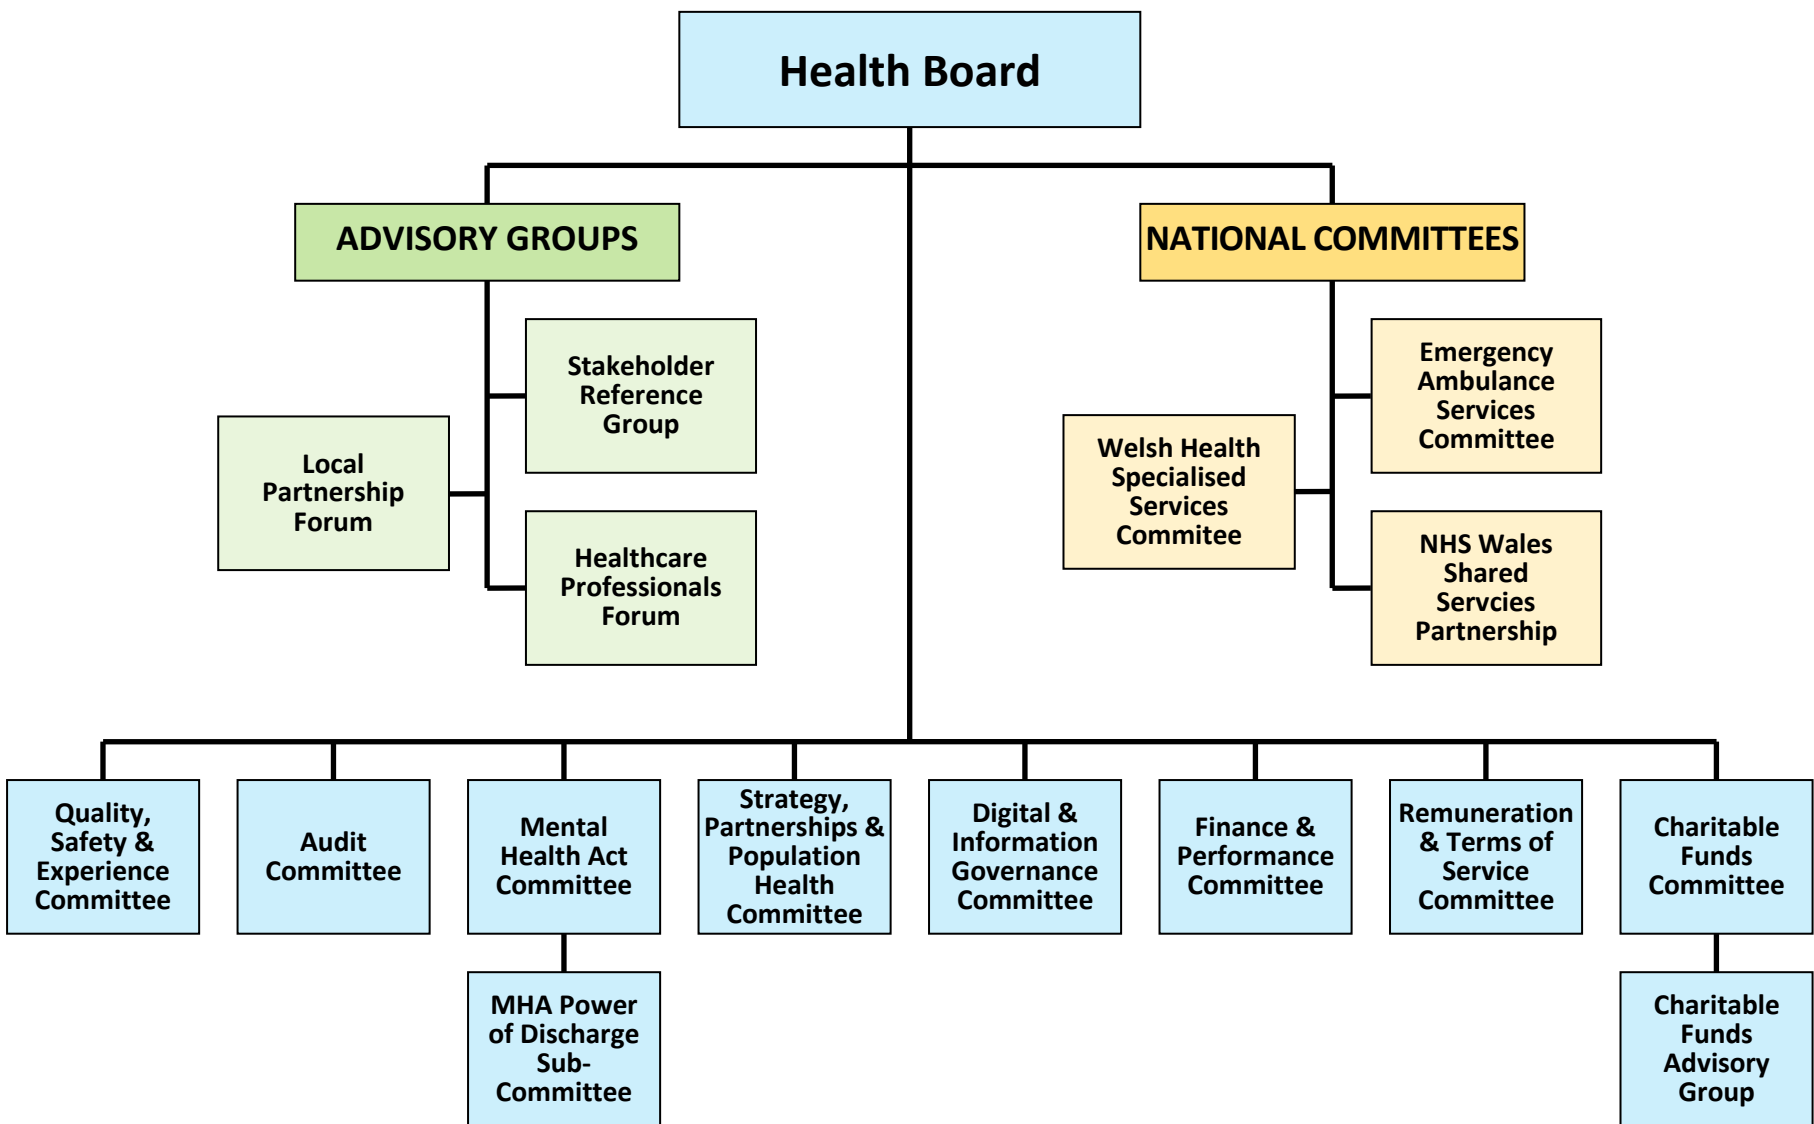 Health Board
ADVISORY GROUPS
NATIONAL COMMITTEES
Stakeholder
Reference
Group
Local
Partnership
Forum
Healthcare
Professionals
Forum
Emergency
Ambulance
Services
Committee
Welsh Health
Specialised
Services
Commitee
NHS Wales
Shared
Servcies
Partnership
Quality,
Safety &
Experience
Committee
Audit
Committee
Mental
Health Act
Committee
Strategy,
Partnerships &
Population
Health
Committee
Digital &
Information
Governance
Committee
Finance &
Performance
Committee
Remuneration
& Terms of
Service
Committee
Charitable
Funds
Committee
MHA Power
of Discharge
Sub-
Committee
Charitable
Funds
Advisory
Group